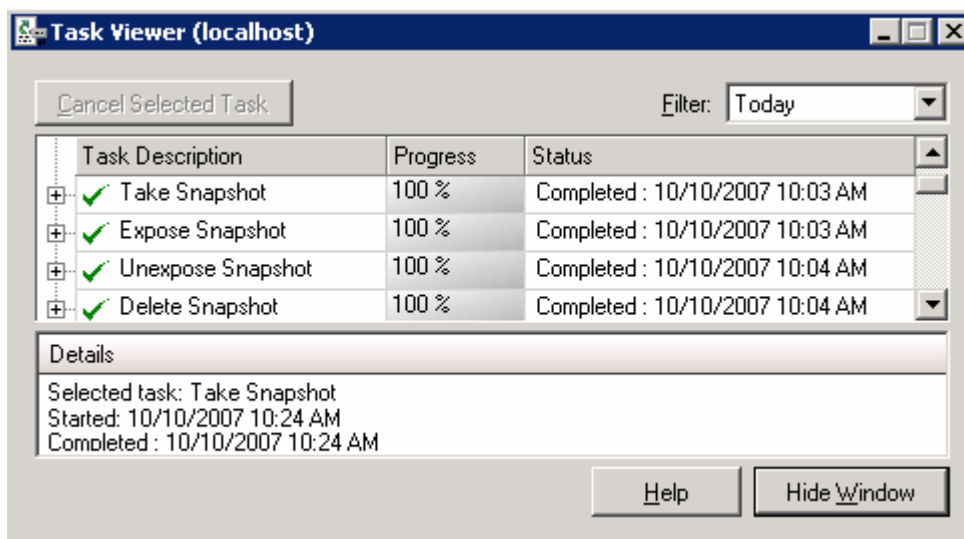 Task Viewer (localhost)
Cancel Selected Task
Filter: Today
Task Description Progress Status
Take Snapshot 100 % Completed : 10/10/2007 10:03 AM
Expose Snapshot 100 % Completed : 10/10/2007 10:03 AM
Unexpose Snapshot 100 % Completed : 10/10/2007 10:04 AM
Delete Snapshot 100 % Completed : 10/10/2007 10:04 AM
Details
Selected task: Take Snapshot
Started: 10/10/2007 10:24 AM
Completed : 10/10/2007 10:24 AM
Help Hide Window